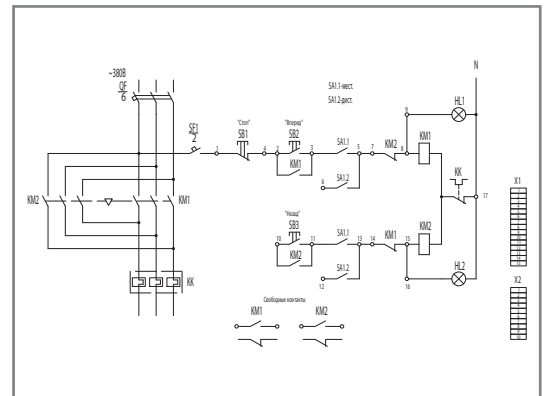 ~380В
QF
6
SF1
2
1
"Стоп"
SB1
4
2
"Вперед"
SB2
3
KM1
SA1.1-мест.
SA1.2-дист.
SA1.1
5
7
KM2
8
9
KM1
HL1
N
6
SA1.2
KK
17
KM2
KM1
"Назад"
SB3
10
11
KM2
SA1.1
13
14
KM1
15
KM2
12
SA1.2
16
HL2
KK
Свободные контакты
KM1
KM2
X1
X2